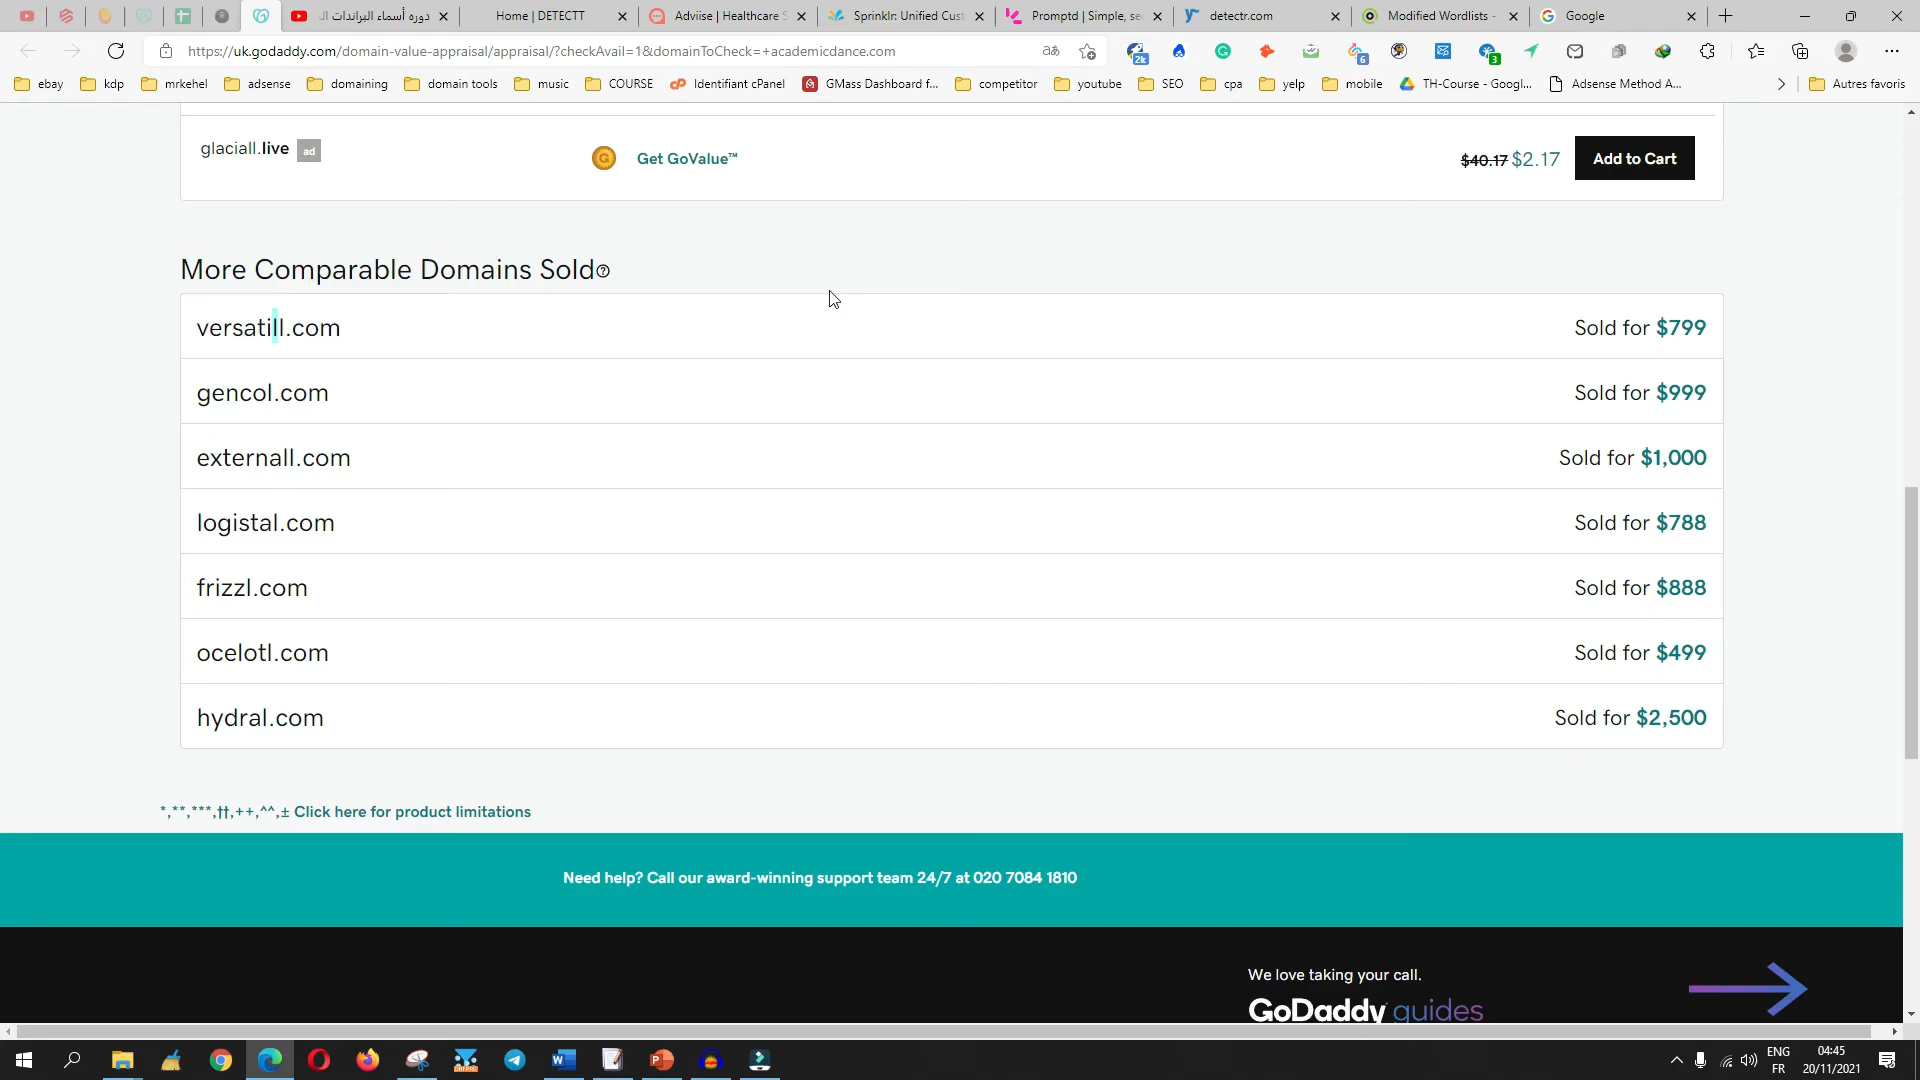 دوره أسماء البراندات ال
Home | DETECTT
Adviise | Healthcare S
Sprinklr: Unified Cust
Promptd | Simple, se
detectr.com
Modified Wordlists -
Google
https://uk.godaddy.com/domain-value-appraisal/appraisal/?checkAvail=1&domainToCheck=+academicdance.com
2k
6
3
ebay
kdp
mrkehel
adsense
domaining
domain tools
music
COURSE
Identifiant cPanel
GMass Dashboard f...
competitor
youtube
SEO
cpa
yelp
mobile
TH-Course - Googl...
Adsense Method A...
Autres favoris
glaciall.live ad
Get GoValue™
$40.17 $2.17
Add to Cart
More Comparable Domains Sold
versatill.com Sold for $799
gencol.com Sold for $999
externall.com Sold for $1,000
logistal.com Sold for $788
frizzl.com Sold for $888
ocelotl.com Sold for $499
hydral.com Sold for $2,500
*,**,***,††,++,^^,± Click here for product limitations
Need help? Call our award-winning support team 24/7 at 020 7084 1810
We love taking your call.
GoDaddy guides
ENG
FR
04:45
20/11/2021